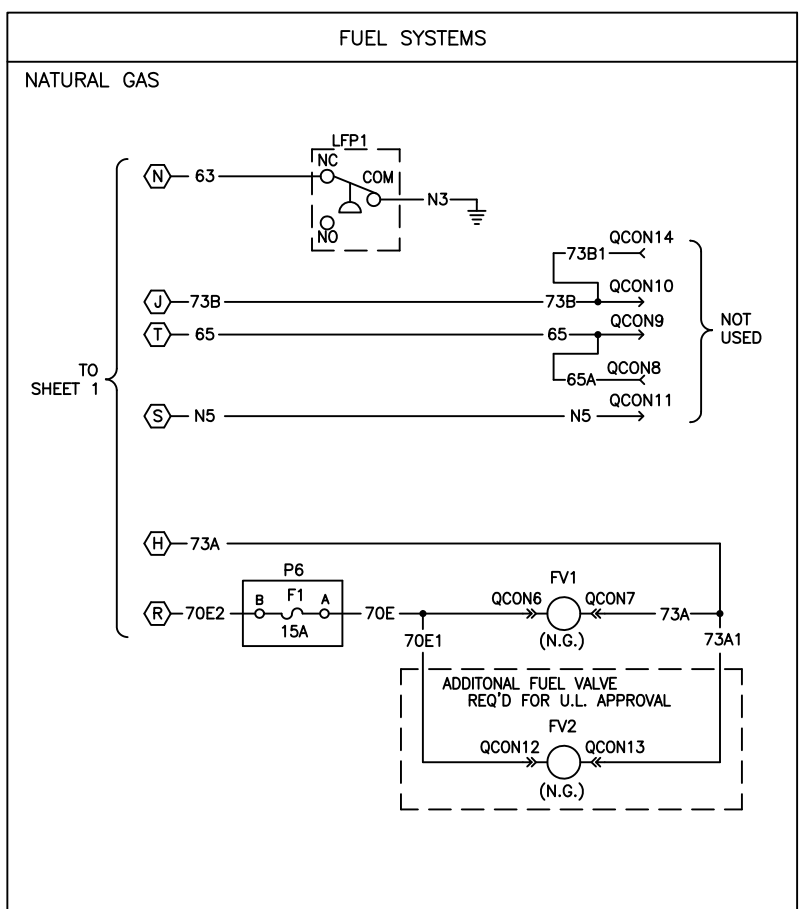 FUEL SYSTEMS
NATURAL GAS
LFP1
NC
N 63
COM
N3
NO
QCON14
73B1
QCON10
J 73B 73B
QCON9
T 65 65
NOT
USED
TO
SHEET 1
QCON8
65A
QCON11
S N5 N5
H 73A
P6
FV1
B F1 A
QCON6 QCON7
R 70E2 70E 73A
15A
(N.G.)
70E1 73A1
ADDITONAL FUEL VALVE
REQ'D FOR U.L. APPROVAL
FV2
QCON12 QCON13
(N.G.)